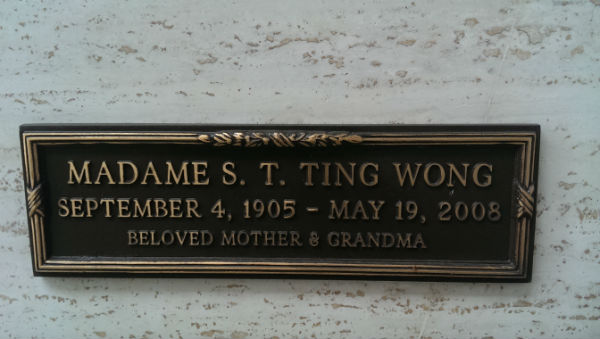 MADAME S. T. TING WONG
SEPTEMBER 4, 1905 - MAY 19, 2008
BELOVED MOTHER & GRANDMA